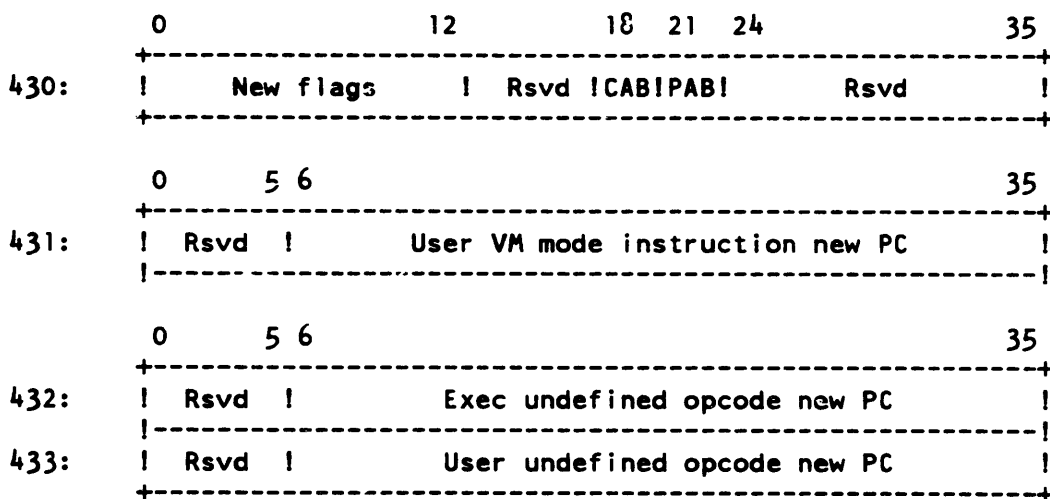 0 12 18 21 24 35
+-----------------------------------------------------------+
430: ! New flags ! Rsvd !CAB!PAB! Rsvd !
+-----------------------------------------------------------+
0 5 6 35
+-----------------------------------------------------------+
431: ! Rsvd ! User VM mode instruction new PC !
!-----------------------------------------------------------!
0 5 6 35
+-----------------------------------------------------------+
432: ! Rsvd ! Exec undefined opcode new PC !
!-----------------------------------------------------------!
433: ! Rsvd ! User undefined opcode new PC !
+-----------------------------------------------------------+